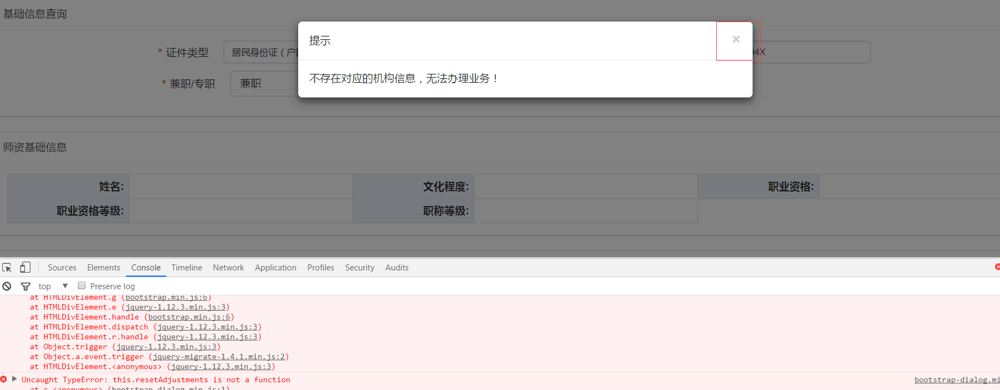 基础信息查询
提示
×
* 证件类型
居民身份证（户
94X
不存在对应的机构信息，无法办理业务！
* 兼职/专职
兼职
师资基础信息
姓名:
文化程度:
职业资格:
职业资格等级:
职称等级:
Sources Elements Console Timeline Network Application Profiles Security Audits
top ▼ Preserve log
at HTMLDivElement.g (bootstrap.min.js:6)
at HTMLDivElement.e (jquery-1.12.3.min.js:3)
at HTMLDivElement.handle (bootstrap.min.js:6)
at HTMLDivElement.dispatch (jquery-1.12.3.min.js:3)
at HTMLDivElement.r.handle (jquery-1.12.3.min.js:3)
at Object.trigger (jquery-1.12.3.min.js:3)
at Object.a.event.trigger (jquery-migrate-1.4.1.min.js:2)
at HTMLDivElement.<anonymous> (jquery-1.12.3.min.js:3)
Uncaught TypeError: this.resetAdjustments is not a function
bootstrap-dialog.mi
at c.<anonymous> (bootstrap-dialog.min.js:1)